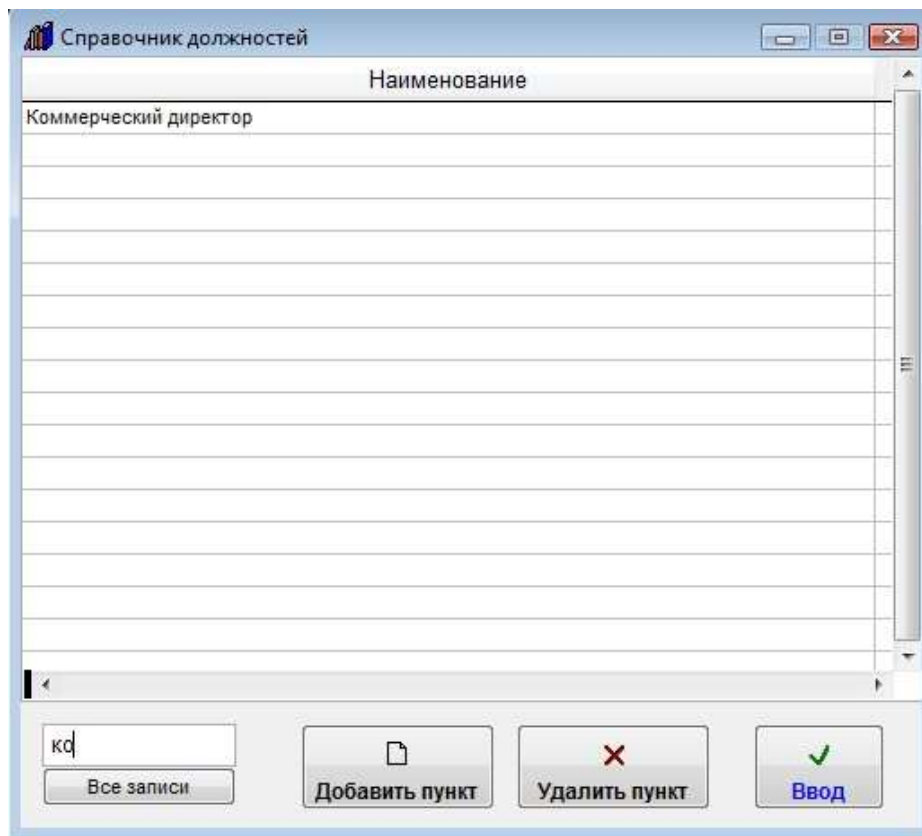 Справочник должностей
Наименование
Коммерческий директор
ко
Все записи
Добавить пункт
Удалить пункт
Ввод